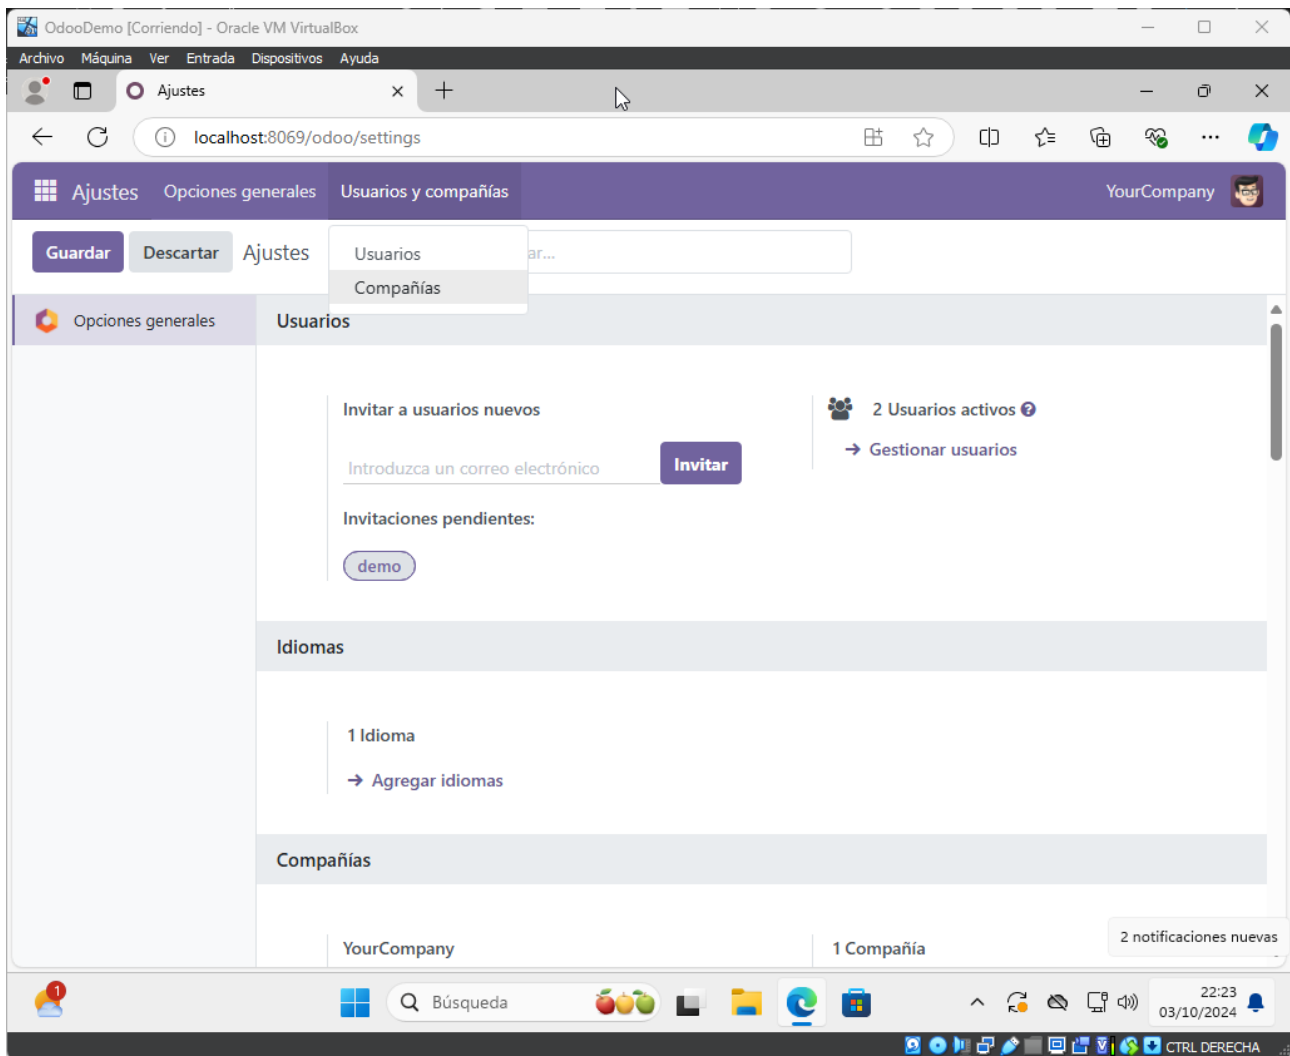 OdooDemo [Corriendo] - Oracle VM VirtualBox
Archivo Máquina Ver Entrada Dispositivos Ayuda
Ajustes
localhost:8069/odoo/settings
Ajustes Opciones generales Usuarios y compañías YourCompany
Guardar Descartar Ajustes ar...
Usuarios
Compañías
Opciones generales
Usuarios
Invitar a usuarios nuevos
2 Usuarios activos ?
→ Gestionar usuarios
Introduzca un correo electrónico Invitar
Invitaciones pendientes:
demo
Idiomas
1 Idioma
→ Agregar idiomas
Compañías
YourCompany
1 Compañía
2 notificaciones nuevas
1
Búsqueda
22:23
03/10/2024
CTRL DERECHA